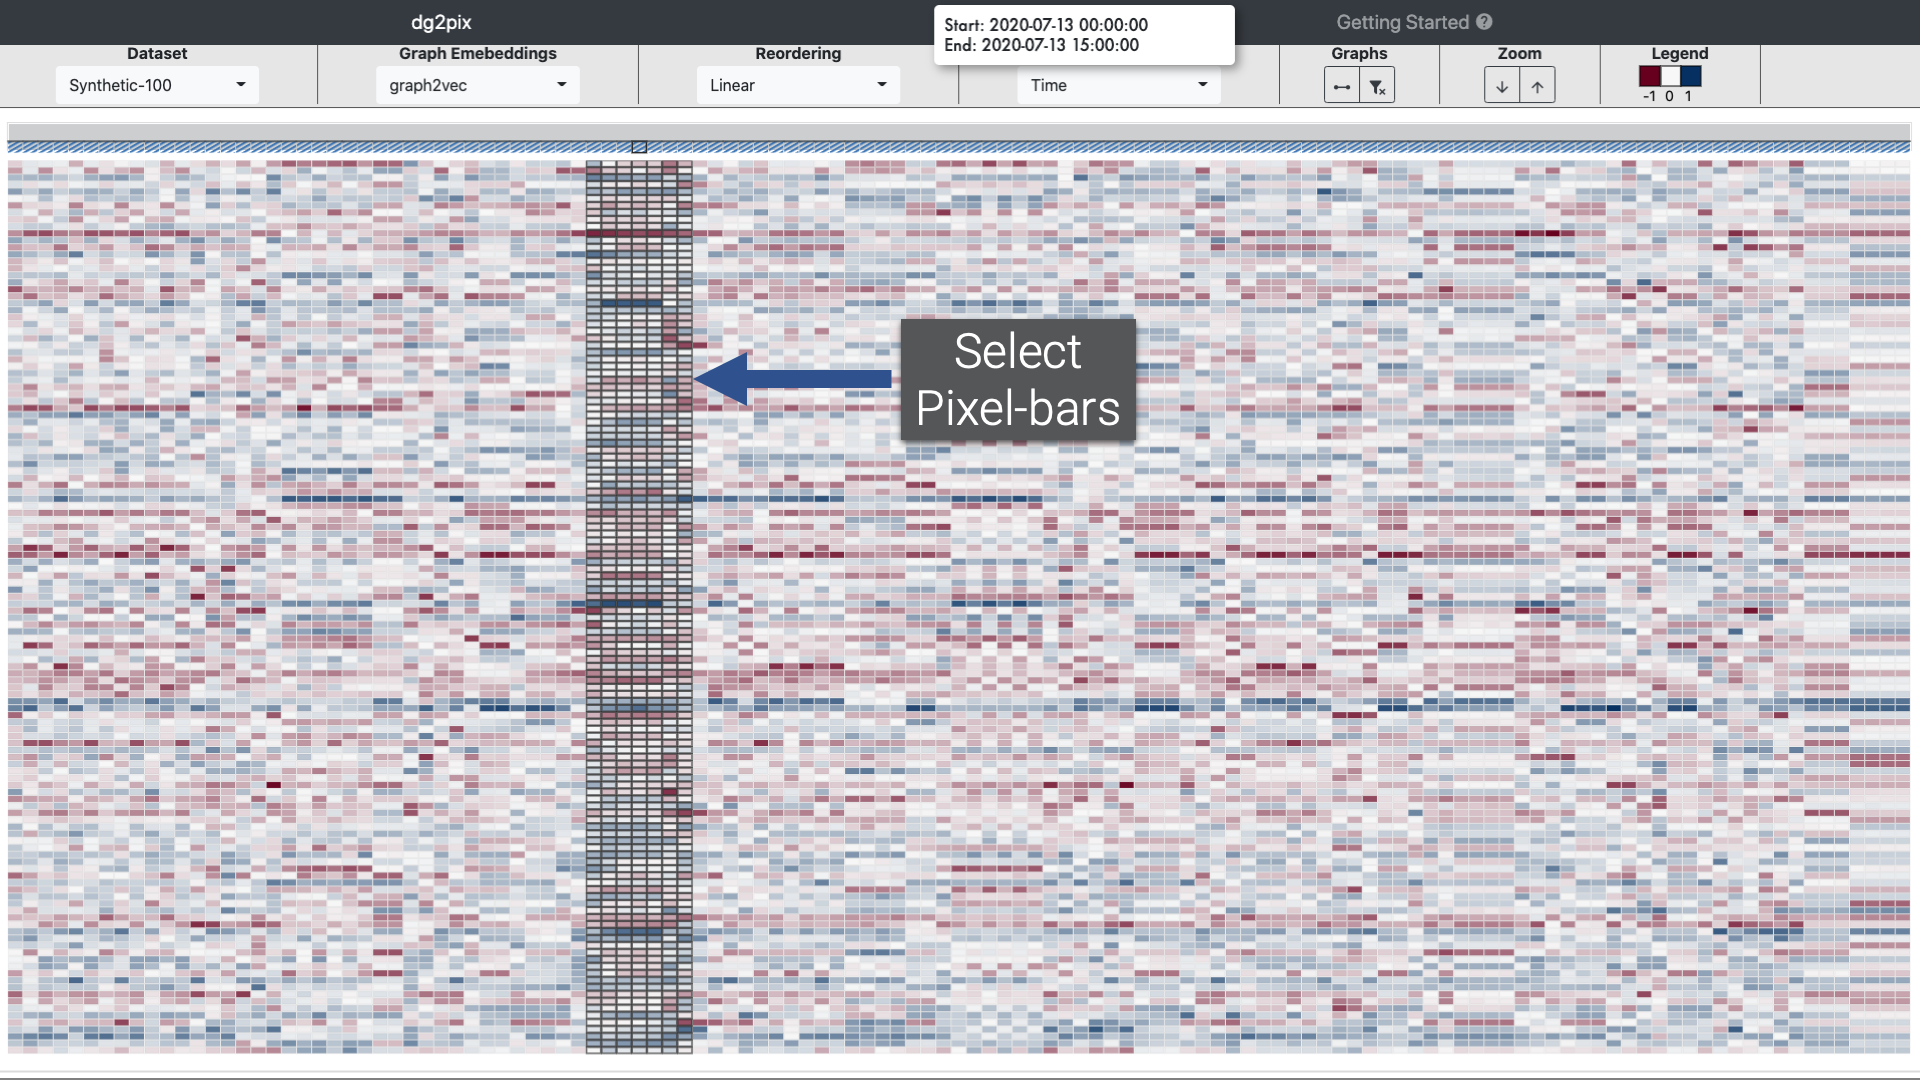 dg2pix
Start: 2020-07-13 00:00:00
End: 2020-07-13 15:00:00
Getting Started ?
Dataset
Graph Emebeddings
Reordering
Graphs
Zoom
Legend
Synthetic-100
graph2vec
Linear
Time
-1 0 1
Select
Pixel-bars